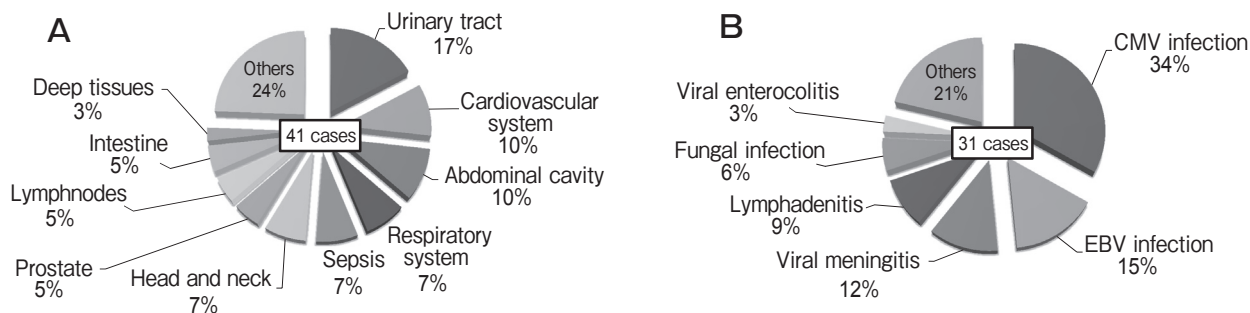 A
Urinary tract
17%
Cardiovascular
system
10%
Abdominal cavity
10%
Respiratory
system
7%
Sepsis
7%
Head and neck
7%
Prostate
5%
Lymphnodes
5%
Intestine
5%
Deep tissues
3%
Others
24%
41 cases
B
CMV infection
34%
EBV infection
15%
Viral meningitis
12%
Lymphadenitis
9%
Fungal infection
6%
Viral enterocolitis
3%
Others
21%
31 cases